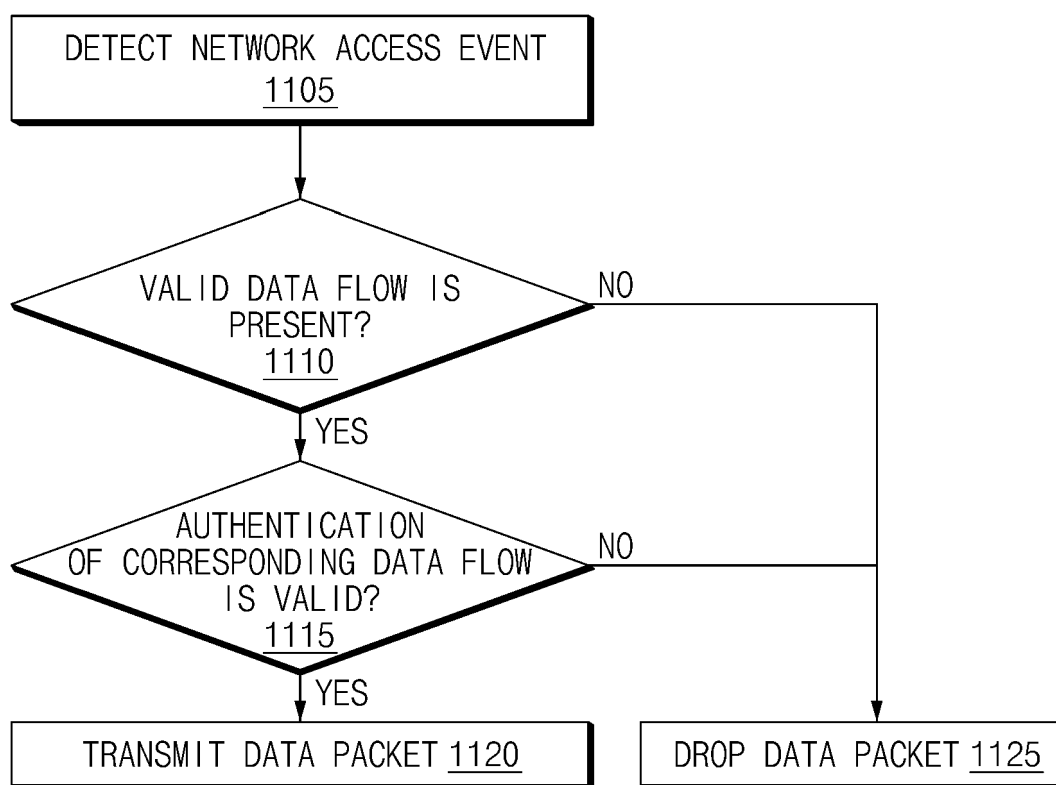 DETECT NETWORK ACCESS EVENT
1105
VALID DATA FLOW IS
PRESENT?
1110
NO
YES
AUTHENTICATION
OF CORRESPONDING DATA FLOW
IS VALID?
1115
NO
YES
TRANSMIT DATA PACKET 1120
DROP DATA PACKET 1125